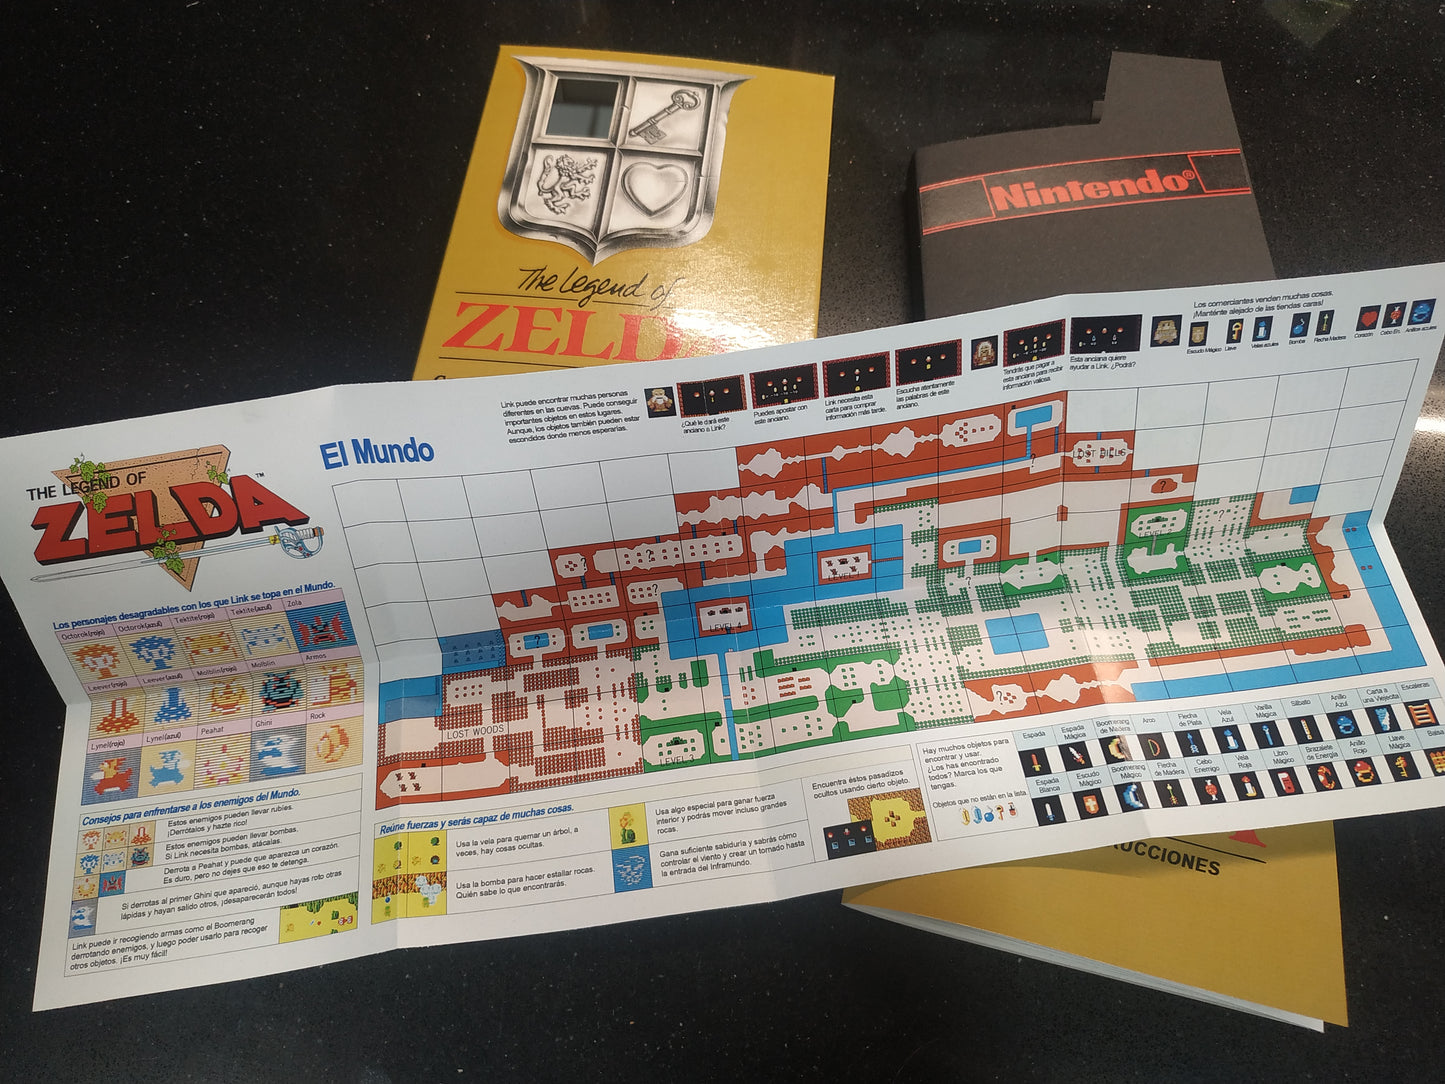 The Legend of
ZELDA
Nintendo®
THE LEGEND OF
ZELDA™
El Mundo
Link puede encontrar muchas personas
diferentes en las cuevas. Puede conseguir
importantes objetos en estos lugares.
Aunque, los objetos también pueden estar
escondidos donde menos esperarías.
¿Qué le dará este
anciano a Link?
Puedes apostar con
este anciano.
Link necesita esta
carta para comprar
información más tarde.
Escucha atentamente
las palabras de este
anciano.
Tendrás que pagar a
esta anciana para recibir
información valiosa.
Esta anciana quiere
ayudar a Link. ¿Podrá?
Los comerciantes venden muchas cosas.
¡Manténte alejado de las tiendas caras!
Escudo Mágico
Llave
Velas azules
Bomba
Flecha Madera
Corazón
Cebo En.
Anillos azules
LOST HILLS
LEVEL 1
LEVEL 4
LEVEL
LOST WOODS
LEVEL 3
Los personajes desagradables con los que Link se topa en el Mundo.
Octorok(rojo)
Octorok(azul)
Tektite(rojo)
Tektite(azul)
Zola
Leever(rojo)
Leever(azul)
Molblin(rojo)
Molblin
Armos
Lynel(rojo)
Lynel(azul)
Peahat
Ghini
Rock
Consejos para enfrentarse a los enemigos del Mundo.
Estos enemigos pueden llevar rubíes.
¡Derrótalos y hazte rico!
Estos enemigos pueden llevar bombas.
Si Link necesita bombas, atácalas.
Derrota a Peahat y puede que aparezca un corazón.
Es duro, pero no dejes que eso te detenga.
Si derrotas al primer Ghini que apareció, aunque hayas roto otras
lápidas y hayan salido otros, ¡desaparecerán todos!
Link puede ir recogiendo armas como el Boomerang
derrotando enemigos, y luego poder usarlo para recoger
otros objetos. ¡Es muy fácil!
Reúne fuerzas y serás capaz de muchas cosas.
Usa la vela para quemar un árbol, a
veces, hay cosas ocultas.
Usa la bomba para hacer estallar rocas.
Quién sabe lo que encontrarás.
Usa algo especial para ganar fuerza
interior y podrás mover incluso grandes
rocas.
Gana suficiente sabiduría y sabrás cómo
controlar el viento y crear un tornado hasta
la entrada del Inframundo.
Encuentra éstos pasadizos
ocultos usando cierto objeto.
Hay muchos objetos para
encontrar y usar.
¿Los has encontrado
todos? Marca los que
tengas.
Objetos que no están en la lista
Espada
Espada
Mágica
Boomerang
de Madera
Arco
Flecha
de Plata
Vela
Azul
Varilla
Mágica
Silbato
Anillo
Azul
Carta a
una Viejecita
Escaleras
Espada
Blanca
Escudo
Mágico
Boomerang
Mágico
Flecha
de Madera
Cebo
Enemigo
Vela
Roja
Libro
Mágico
Brazalete
de Energía
Anillo
Rojo
Llave
Mágica
Balsa
RUCCIONES